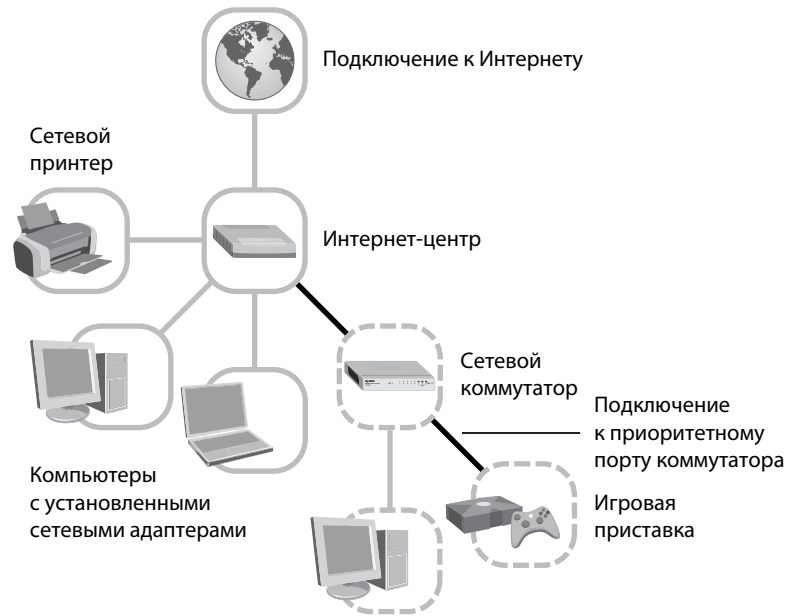 Подключение к Интернету
Сетевой
принтер
Интернет-центр
Сетевой
коммутатор
Подключение
к приоритетному
порту коммутатора
Компьютеры
с установленными
сетевыми адаптерами
Игровая
приставка